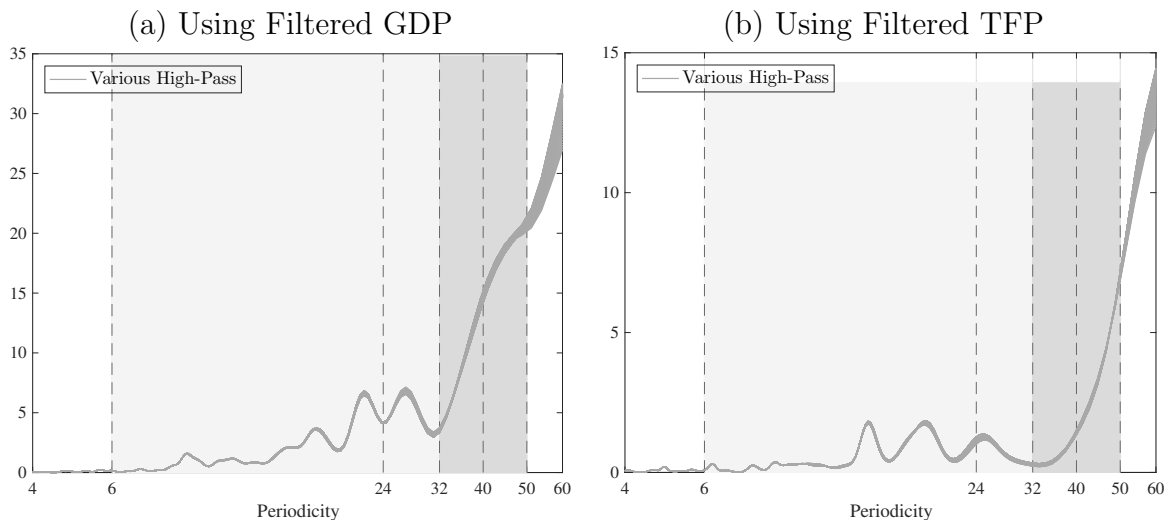 (a) Using Filtered GDP
35
30
25
20
15
10
5
0
Various High-Pass
4 6 24 32 40 50 60
Periodicity
(b) Using Filtered TFP
15
10
5
0
Various High-Pass
4 6 24 32 40 50 60
Periodicity